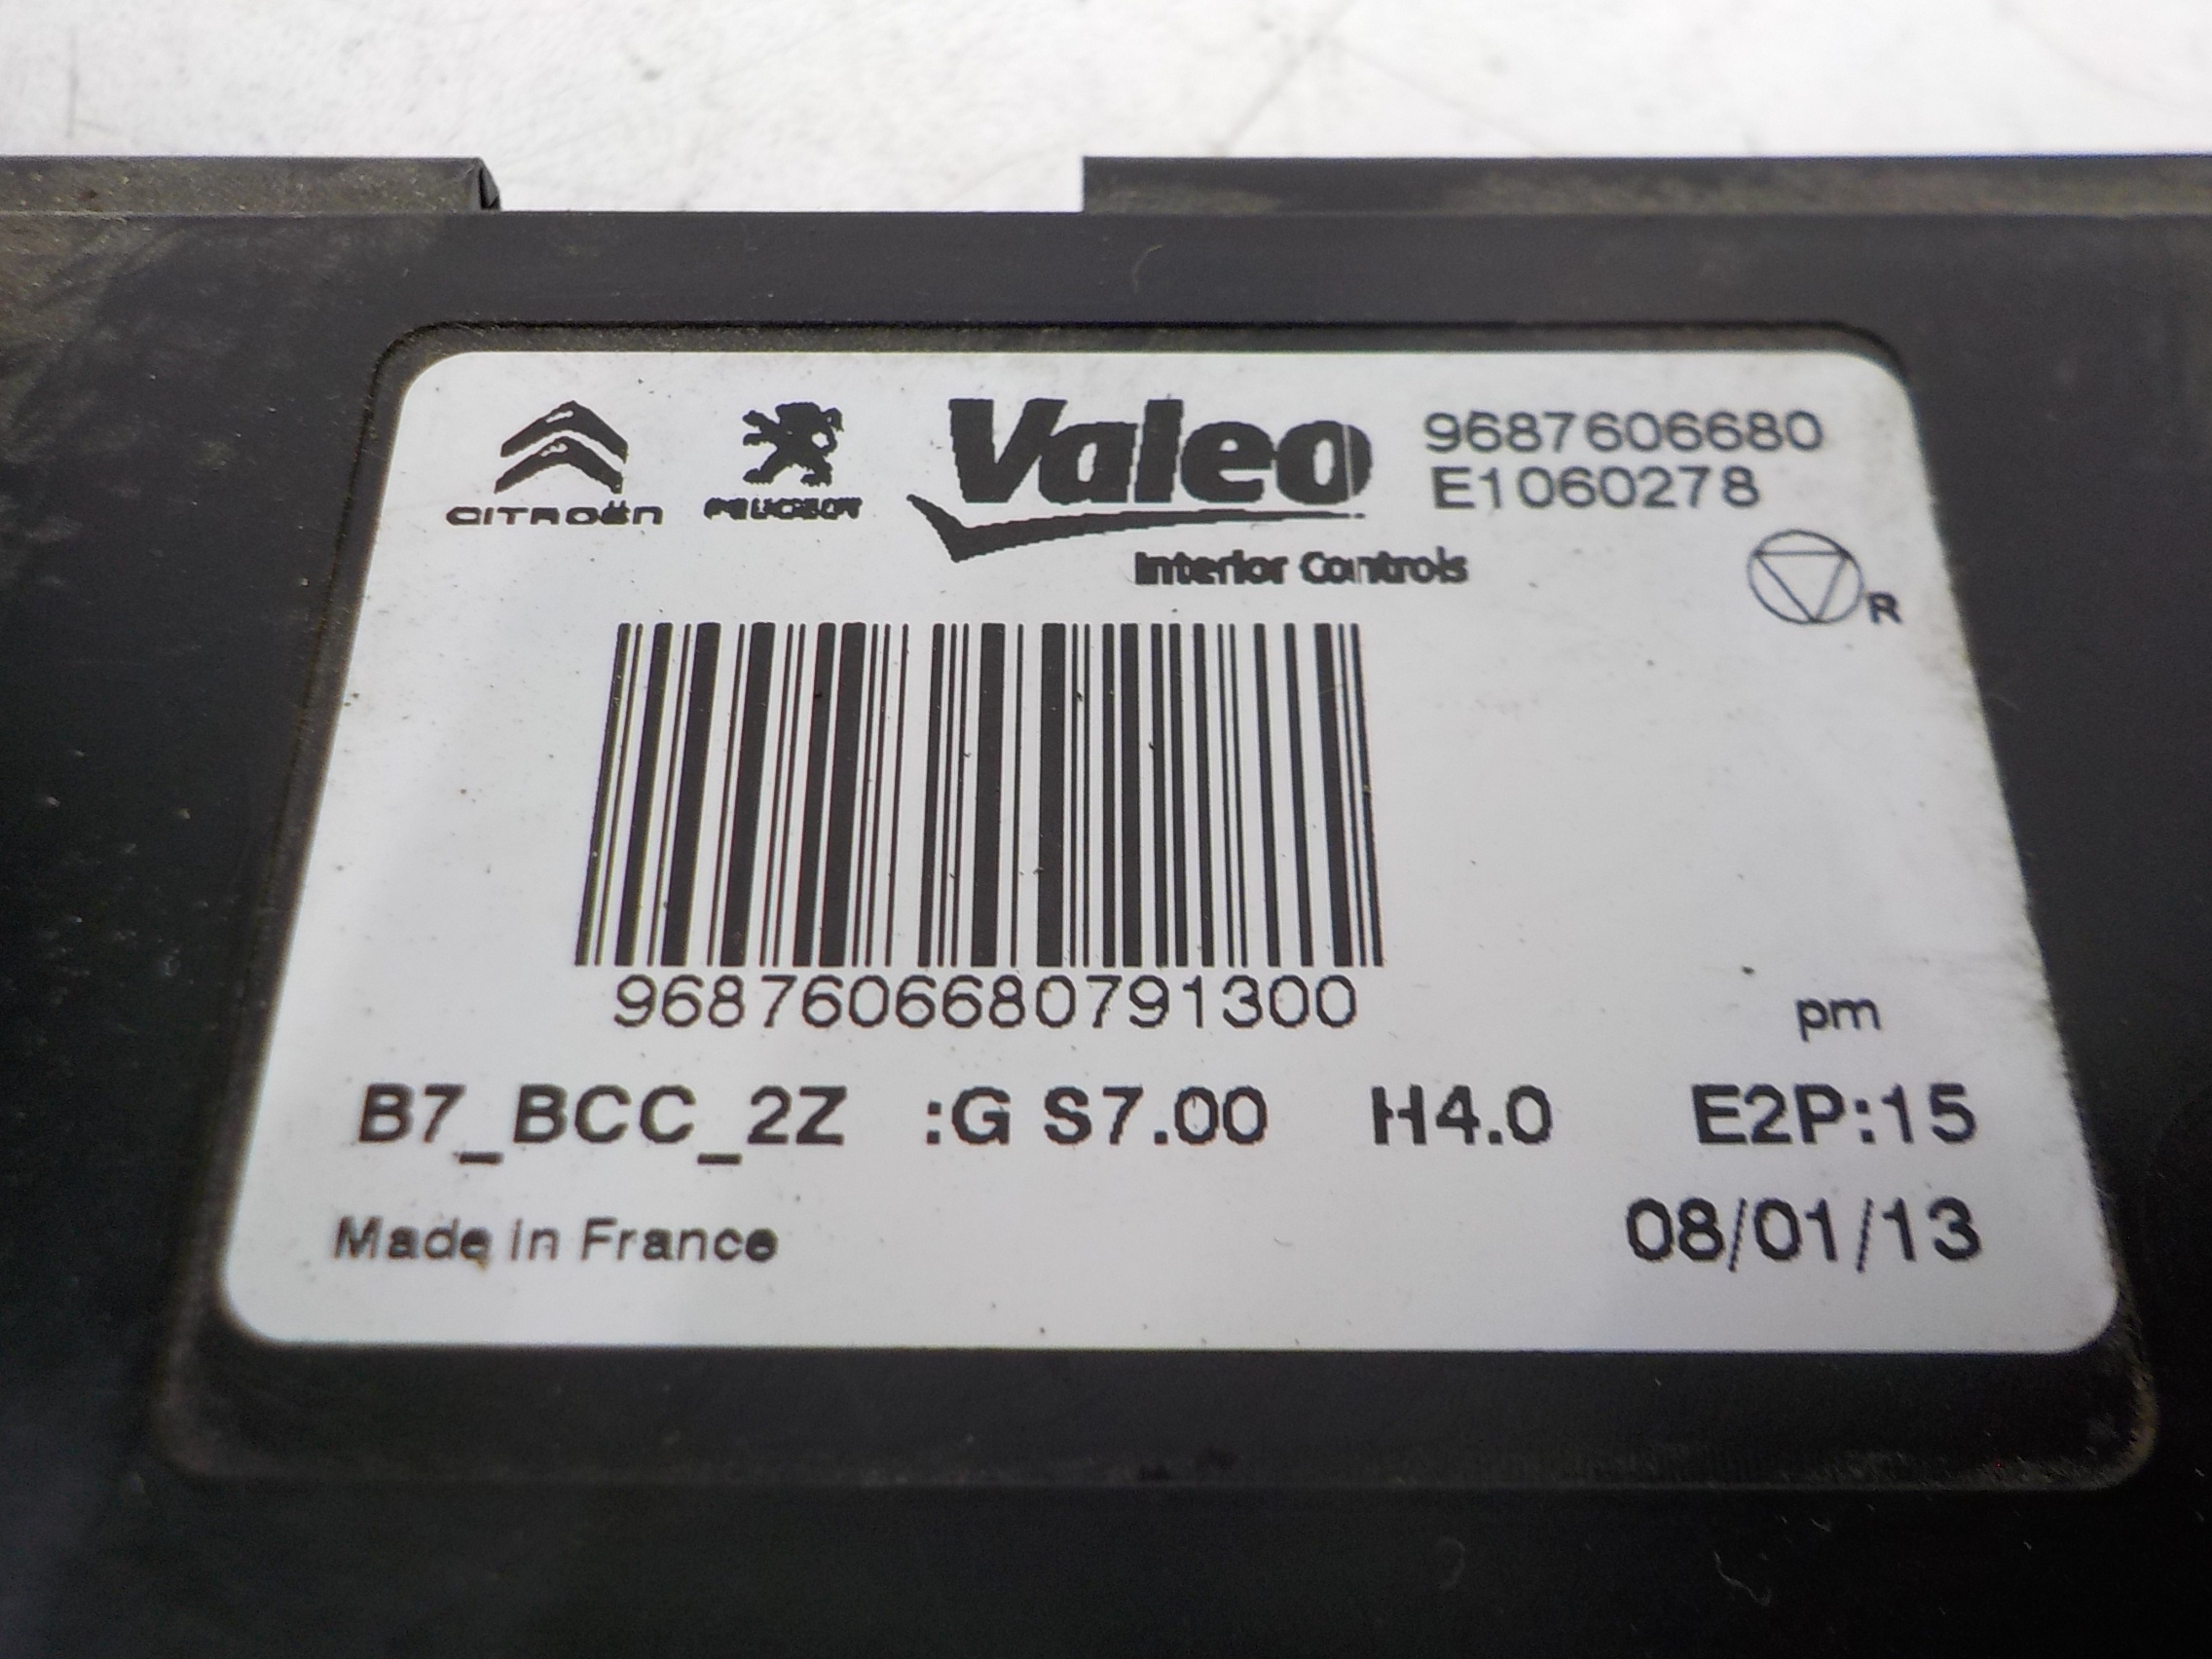 CITROËN PEUGEOT Valeo 9687606680
E1060278
Interior Controls
R
9687606680791300
pm
B7_BCC_2Z :G S7.00 H4.0 E2P:15
Made in France 08/01/13